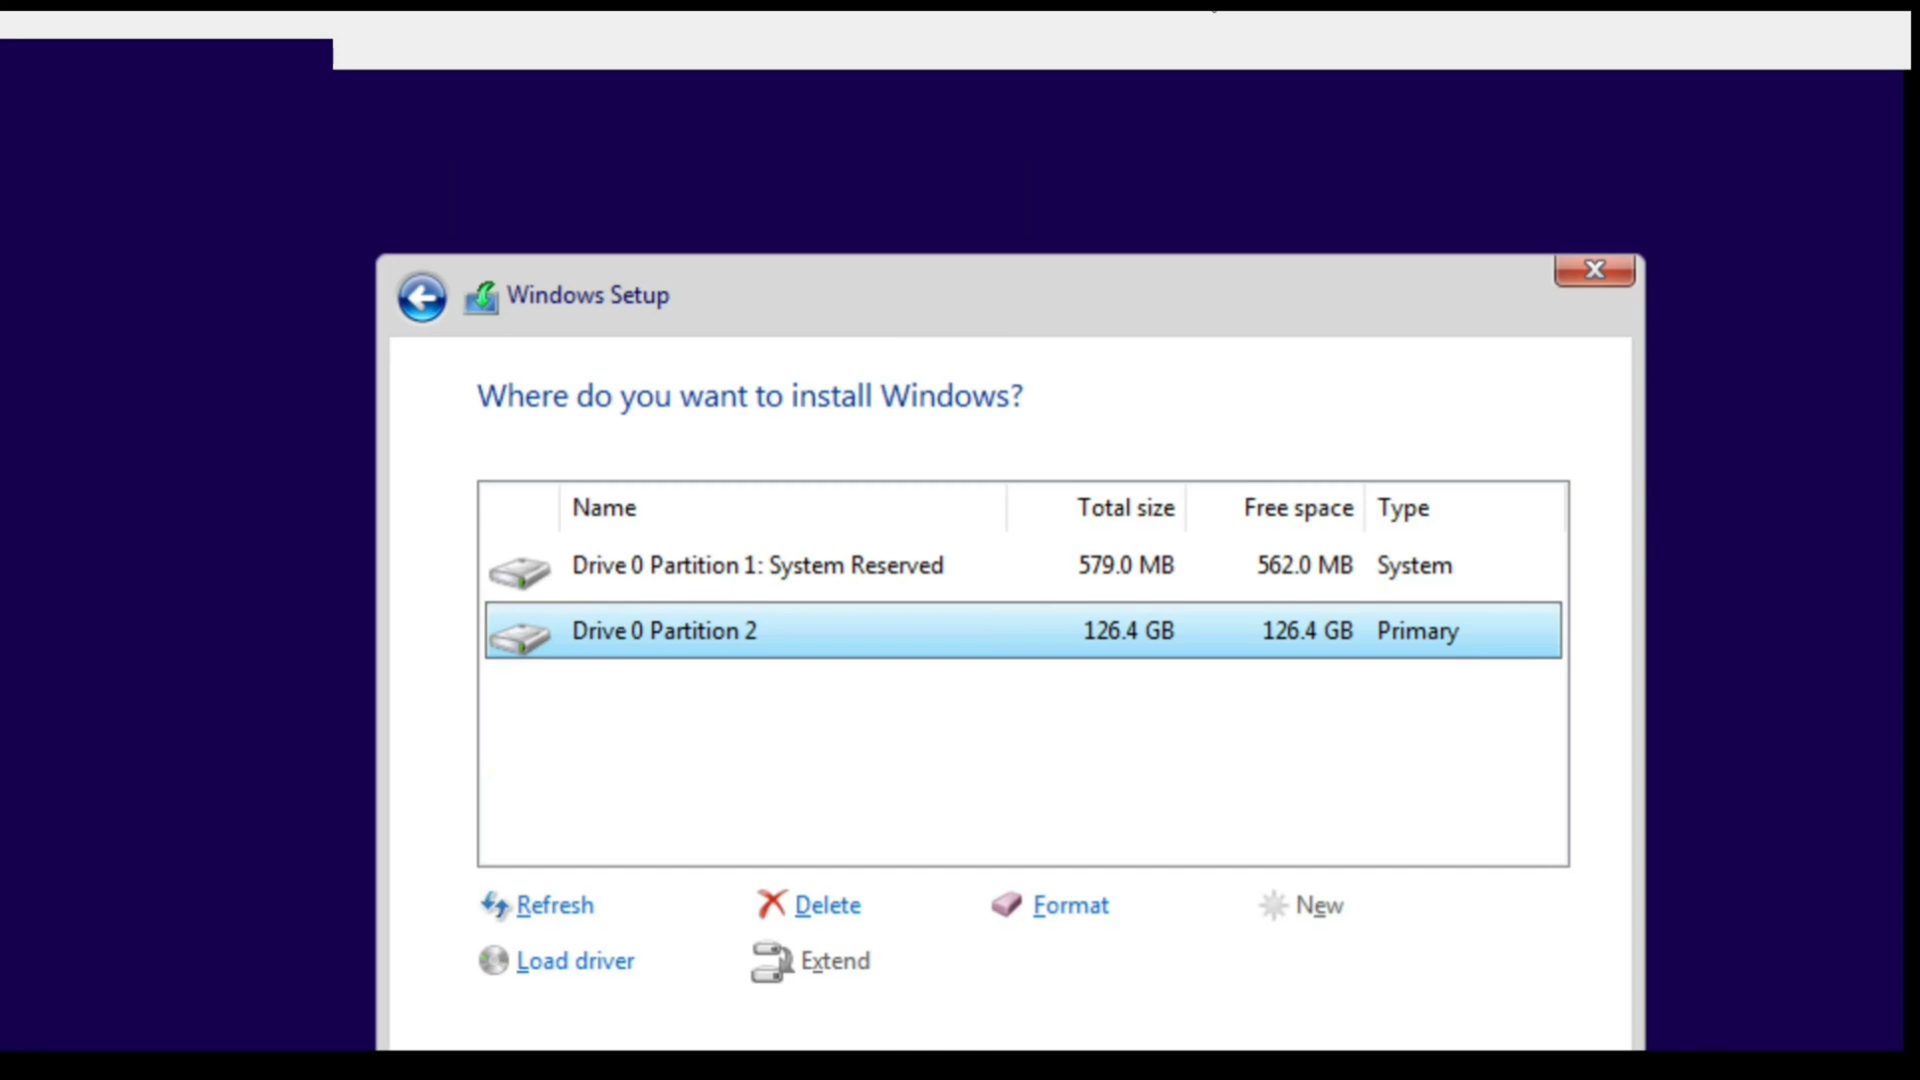 Windows Setup
Where do you want to install Windows?
Name Total size Free space Type
Drive 0 Partition 1: System Reserved 579.0 MB 562.0 MB System
Drive 0 Partition 2 126.4 GB 126.4 GB Primary
Refresh Delete Format New
Load driver Extend